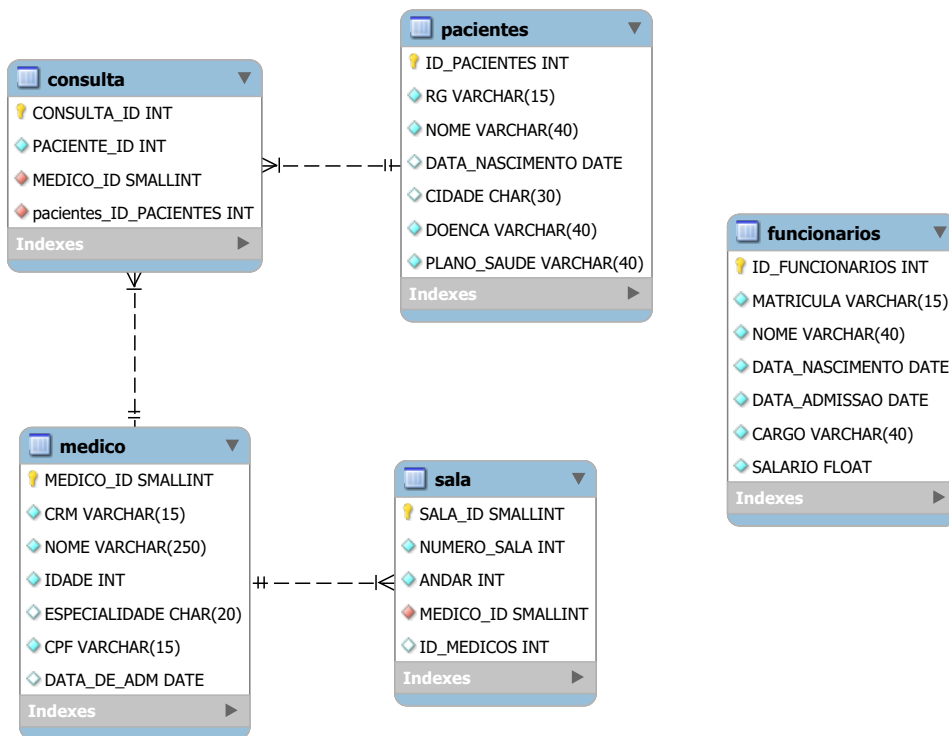 pacientes
ID_PACIENTES INT
RG VARCHAR(15)
NOME VARCHAR(40)
DATA_NASCIMENTO DATE
CIDADE CHAR(30)
DOENCA VARCHAR(40)
PLANO_SAUDE VARCHAR(40)
Indexes
consulta
CONSULTA_ID INT
PACIENTE_ID INT
MEDICO_ID SMALLINT
pacientes_ID_PACIENTES INT
Indexes
funcionarios
ID_FUNCIONARIOS INT
MATRICULA VARCHAR(15)
NOME VARCHAR(40)
DATA_NASCIMENTO DATE
DATA_ADMISSAO DATE
CARGO VARCHAR(40)
SALARIO FLOAT
Indexes
medico
MEDICO_ID SMALLINT
CRM VARCHAR(15)
NOME VARCHAR(250)
IDADE INT
ESPECIALIDADE CHAR(20)
CPF VARCHAR(15)
DATA_DE_ADM DATE
Indexes
sala
SALA_ID SMALLINT
NUMERO_SALA INT
ANDAR INT
MEDICO_ID SMALLINT
ID_MEDICOS INT
Indexes